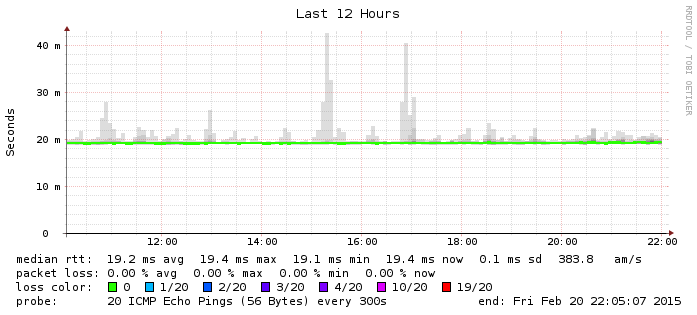 Last 12 Hours
RRDTOOL / TOBI OETIKER
Seconds
40 m
30 m
20 m
10 m
0
12:00 14:00 16:00 18:00 20:00 22:00
median rtt: 19.2 ms avg 19.4 ms max 19.1 ms min 19.4 ms now 0.1 ms sd 383.8 am/s
packet loss: 0.00 % avg 0.00 % max 0.00 % min 0.00 % now
loss color: 0 1/20 2/20 3/20 4/20 10/20 19/20
probe: 20 ICMP Echo Pings (56 Bytes) every 300s end: Fri Feb 20 22:05:07 2015